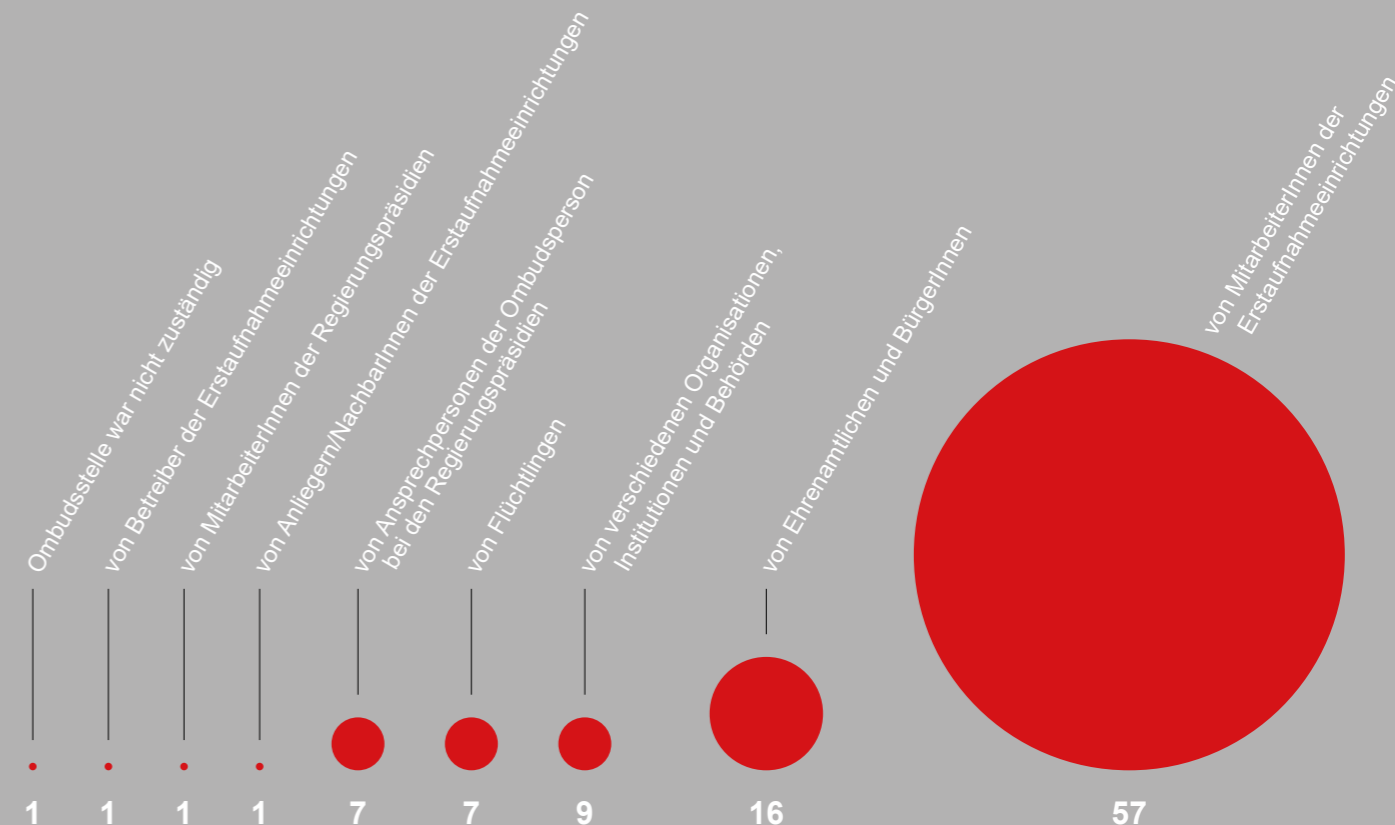 Ombudsstelle war nicht zuständig
von Betreiber der Erstaufnahmeeinrichtungen
von MitarbeiterInnen der Regierungspräsidien
von Anliegern/NachbarInnen der Erstaufnahmeeinrichtungen
von Ansprechpersonen der Ombudsperson
bei den Regierungspräsidien
von Flüchtlingen
von verschiedenen Organisationen,
Institutionen und Behörden
von Ehrenamtlichen und BürgerInnen
von MitarbeiterInnen der
Erstaufnahmeeinrichtungen
1 1 1 1 7 7 9 16 57